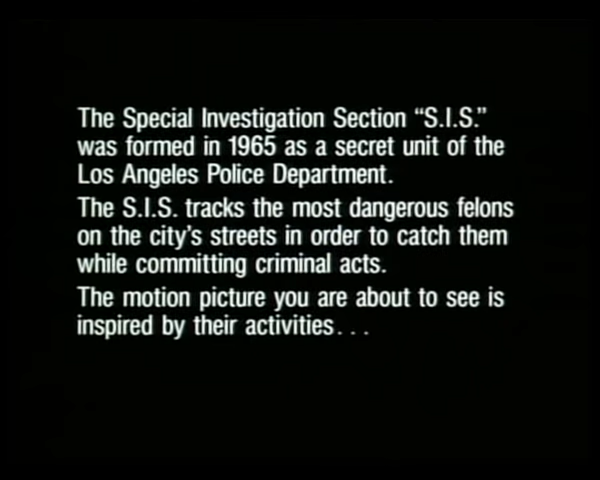 The Special Investigation Section “S.I.S.”
was formed in 1965 as a secret unit of the
Los Angeles Police Department.
The S.I.S. tracks the most dangerous felons
on the city’s streets in order to catch them
while committing criminal acts.
The motion picture you are about to see is
inspired by their activities. . .